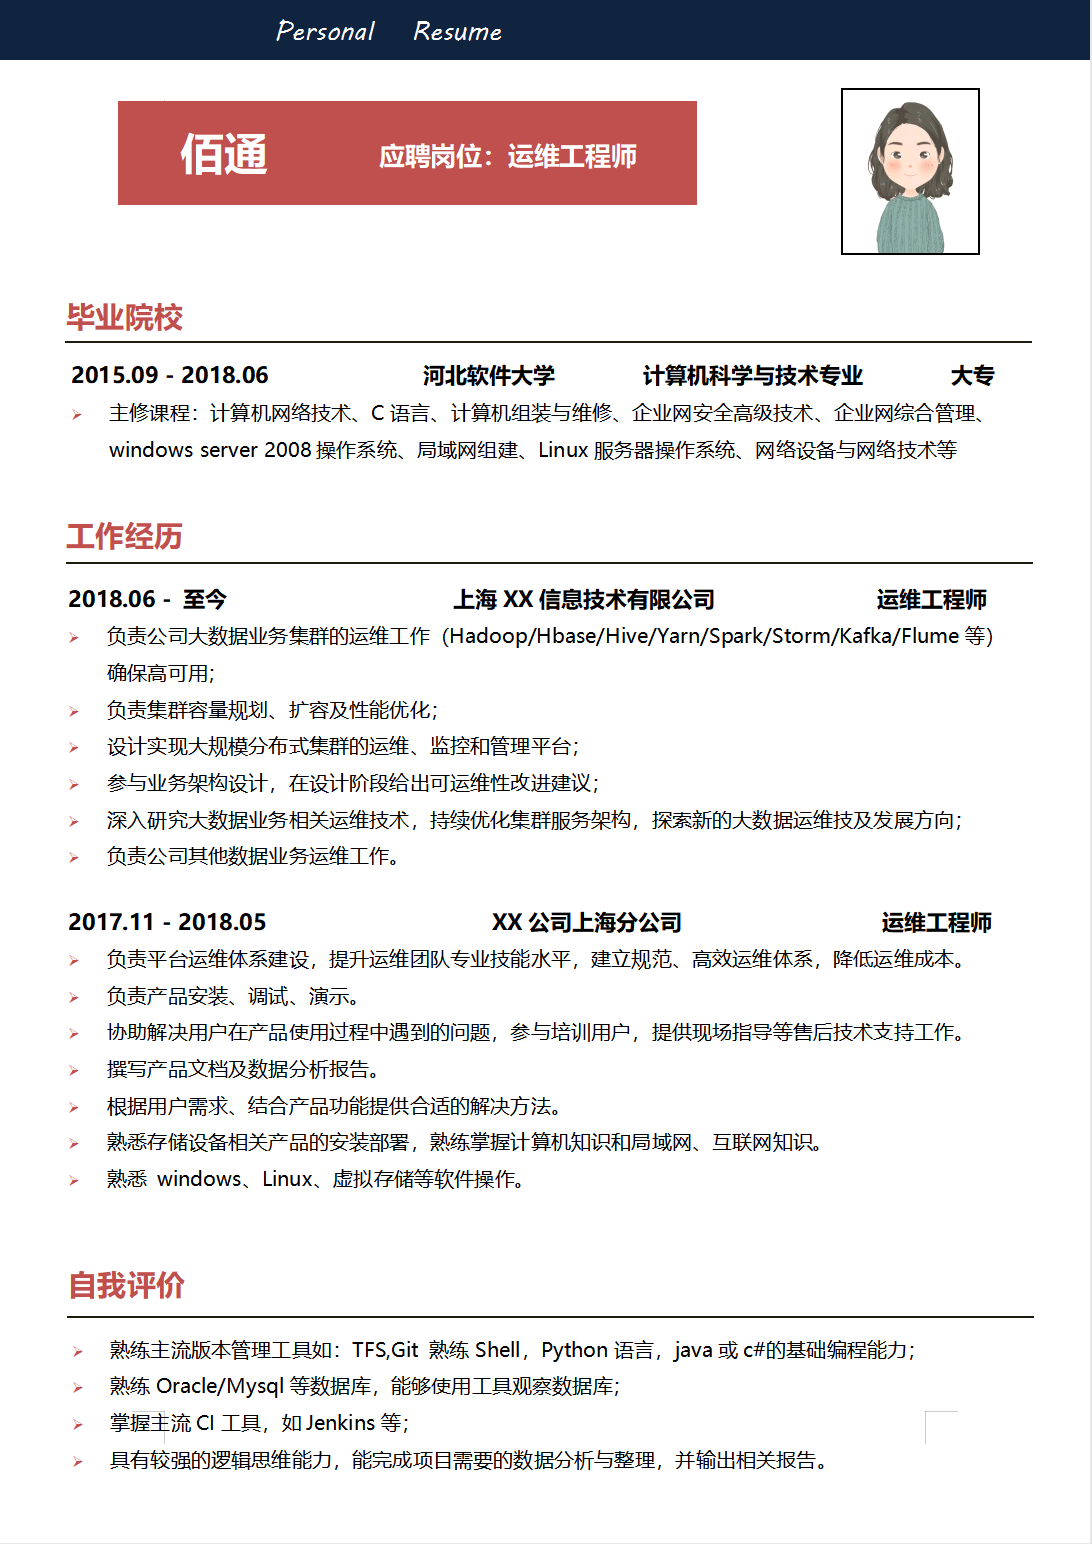 Personal Resume
佰通 应聘岗位：运维工程师
毕业院校
2015.09 - 2018.06 河北软件大学 计算机科学与技术专业 大专
主修课程：计算机网络技术、C 语言、计算机组装与维修、企业网安全高级技术、企业网综合管理、
windows server 2008 操作系统、局域网组建、Linux 服务器操作系统、网络设备与网络技术等
工作经历
2018.06 - 至今 上海 XX 信息技术有限公司 运维工程师
负责公司大数据业务集群的运维工作（Hadoop/Hbase/Hive/Yarn/Spark/Storm/Kafka/Flume 等）
确保高可用；
负责集群容量规划、扩容及性能优化；
设计实现大规模分布式集群的运维、监控和管理平台；
参与业务架构设计，在设计阶段给出可运维性改进建议；
深入研究大数据业务相关运维技术，持续优化集群服务架构，探索新的大数据运维技及发展方向；
负责公司其他数据业务运维工作。
2017.11 - 2018.05 XX 公司上海分公司 运维工程师
负责平台运维体系建设，提升运维团队专业技能水平，建立规范、高效运维体系，降低运维成本。
负责产品安装、调试、演示。
协助解决用户在产品使用过程中遇到的问题，参与培训用户，提供现场指导等售后技术支持工作。
撰写产品文档及数据分析报告。
根据用户需求、结合产品功能提供合适的解决方法。
熟悉存储设备相关产品的安装部署，熟练掌握计算机知识和局域网、互联网知识。
熟悉 windows、Linux、虚拟存储等软件操作。
自我评价
熟练主流版本管理工具如：TFS,Git 熟练 Shell，Python 语言，java 或 c#的基础编程能力；
熟练 Oracle/Mysql 等数据库，能够使用工具观察数据库；
掌握主流 CI 工具，如 Jenkins 等；
具有较强的逻辑思维能力，能完成项目需要的数据分析与整理，并输出相关报告。